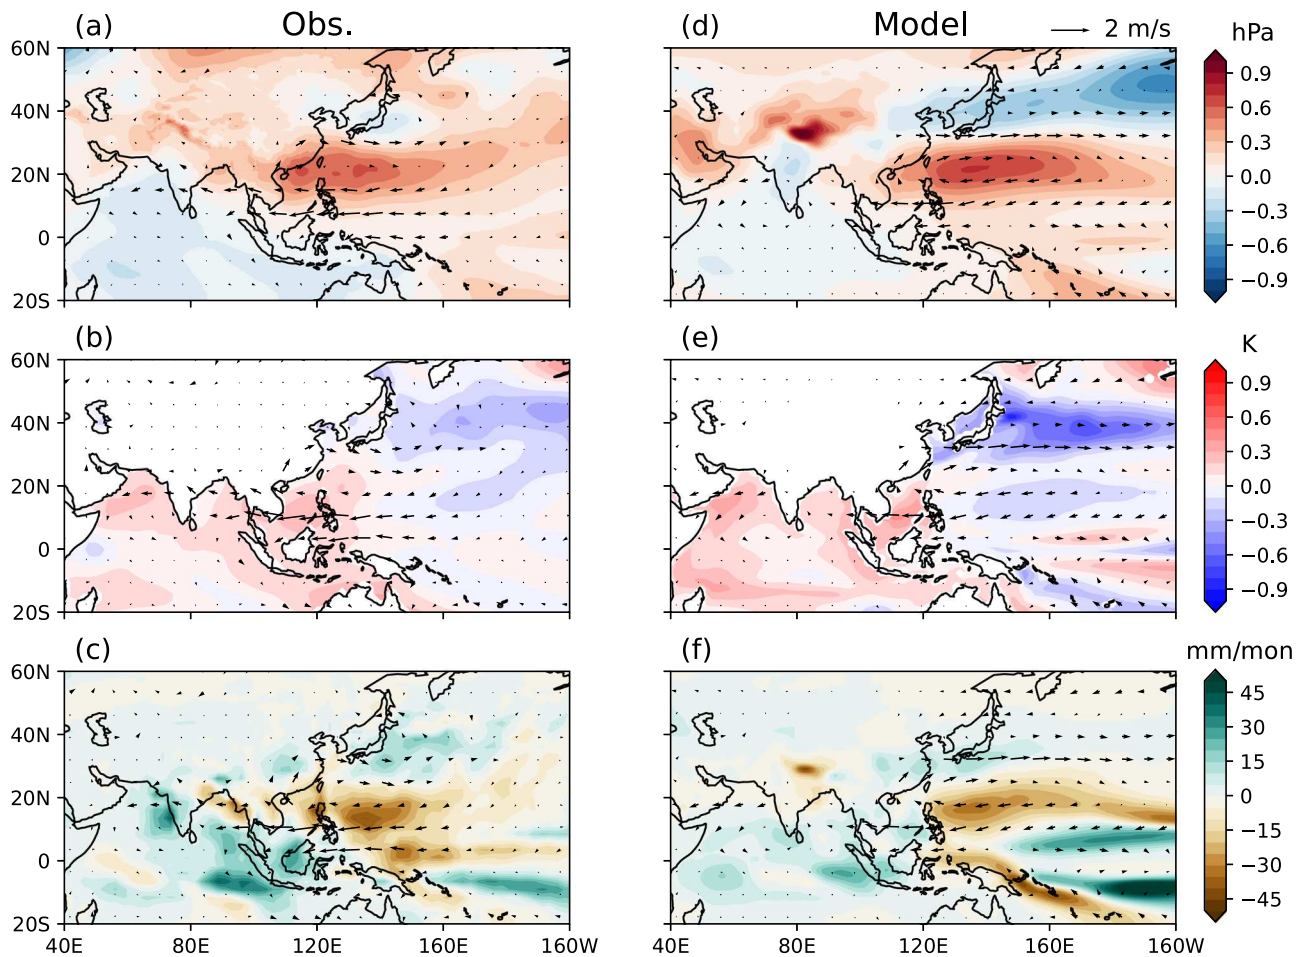 (a) Obs. (d) Model 2 m/s hPa
60N 0.9
40N 0.6
0.3
20N 0.0
−0.3
0 −0.6
−0.9
20S
(b) (e) K
60N 0.9
40N 0.6
0.3
20N 0.0
−0.3
0 −0.6
−0.9
20S
(c) (f) mm/mon
60N 45
40N 30
15
20N 0
−15
0 −30
−45
20S
40E 80E 120E 160E 160W 40E 80E 120E 160E 160W